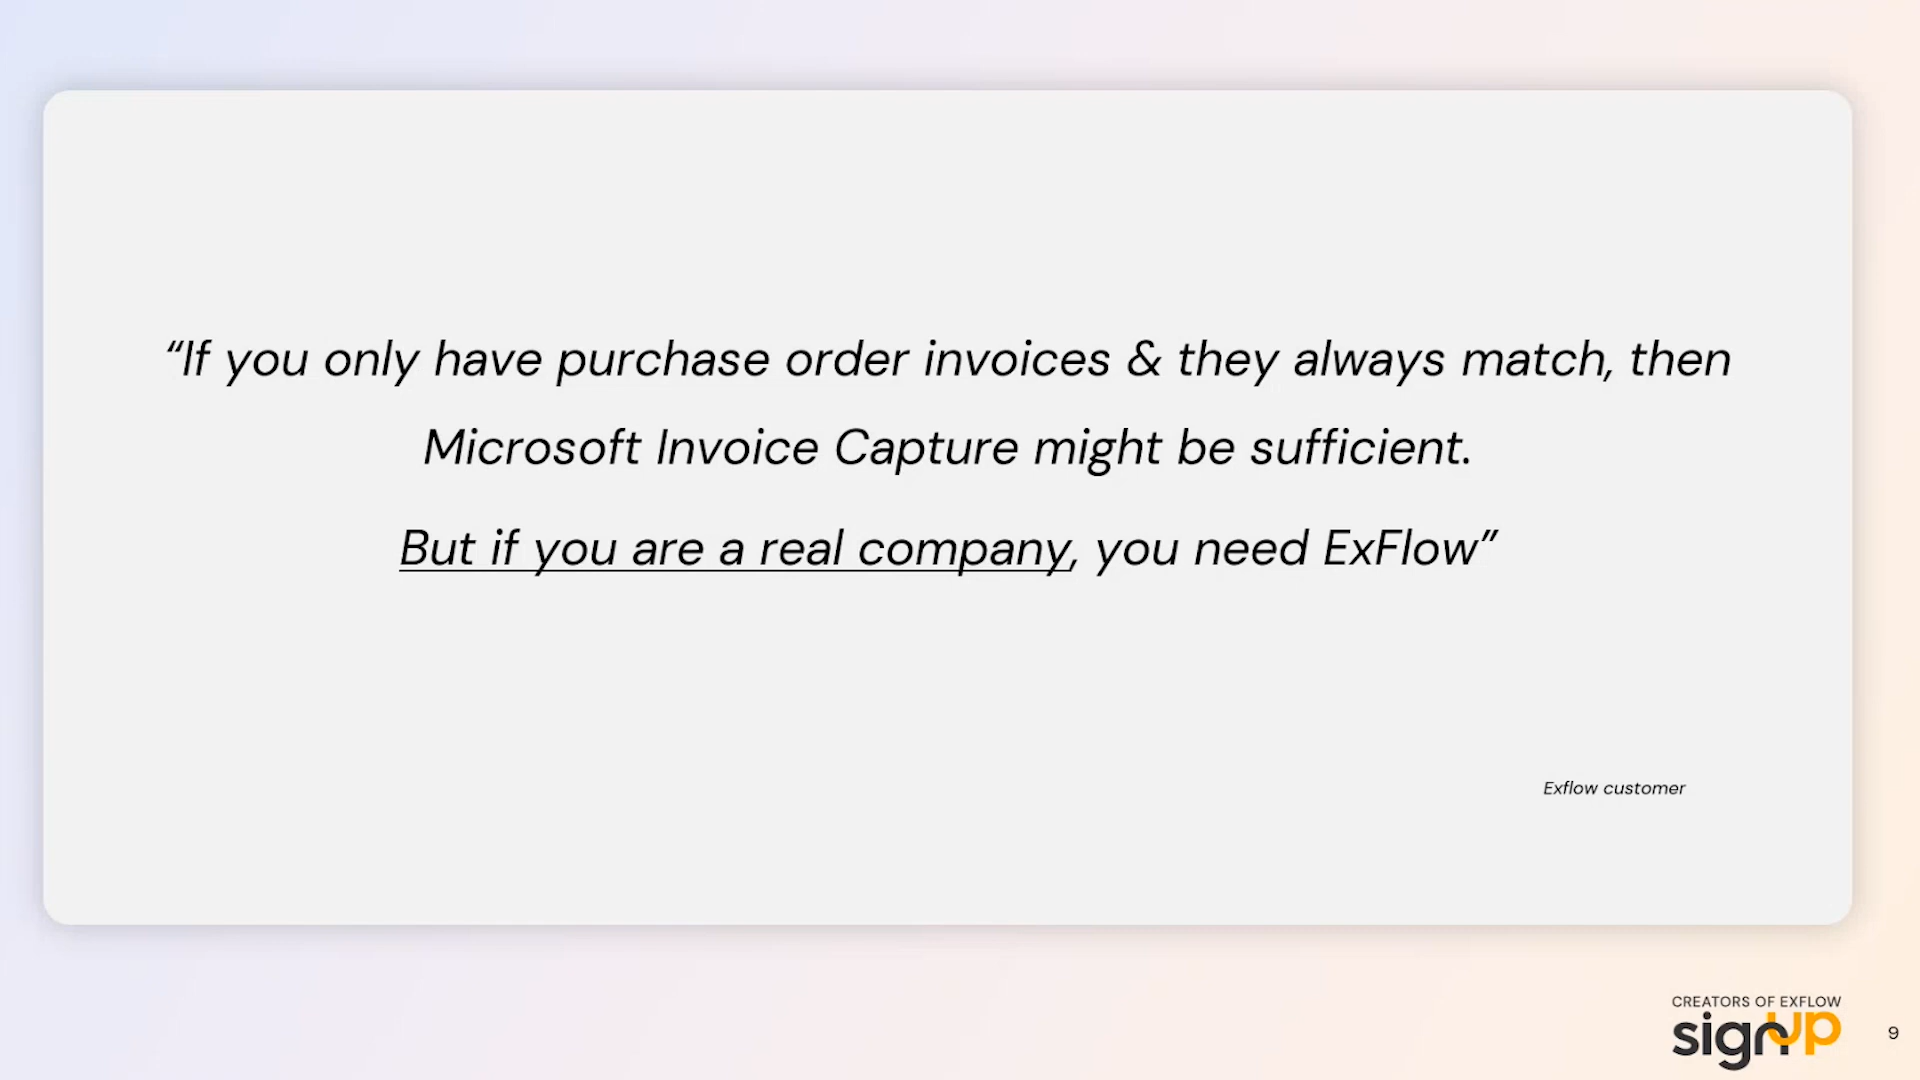 “If you only have purchase order invoices & they always match, then
Microsoft Invoice Capture might be sufficient.
But if you are a real company, you need ExFlow”
Exflow customer
CREATORS OF EXFLOW
signUP
9